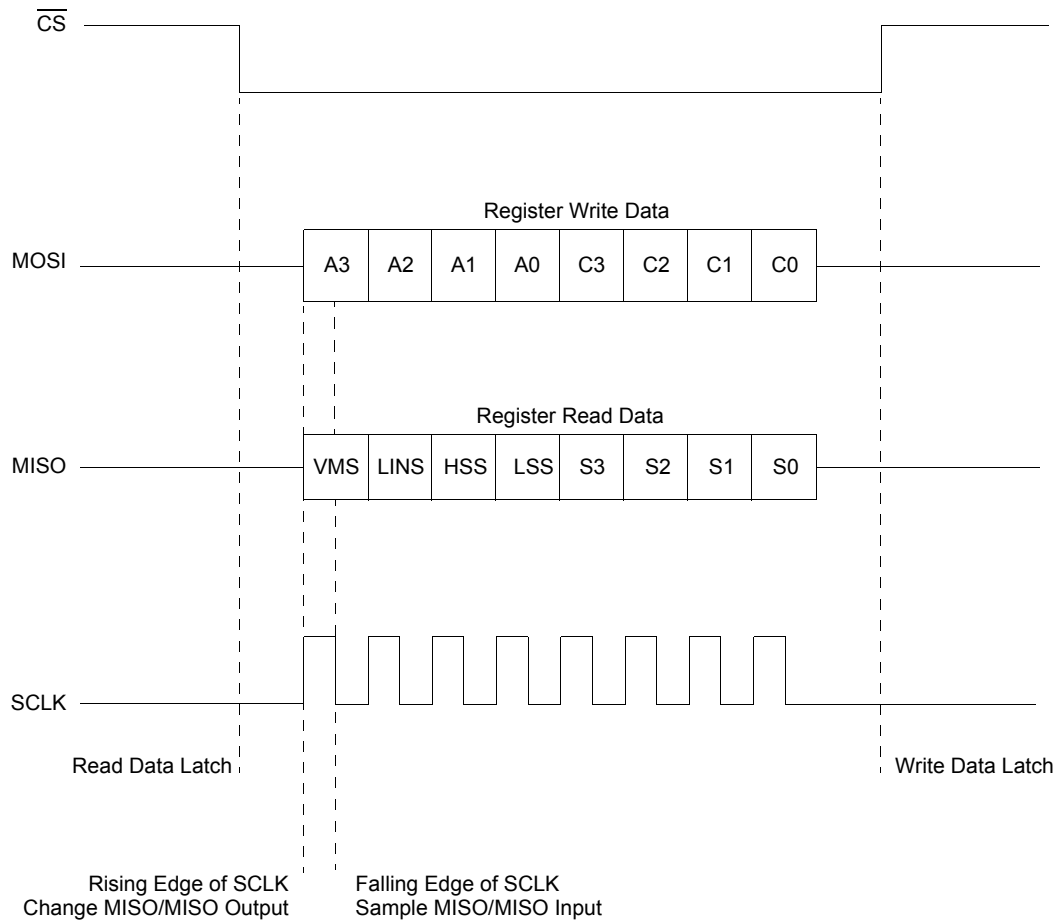 CS
Register Write Data
MOSI
A3 A2 A1 A0 C3 C2 C1 C0
Register Read Data
MISO
VMS LINS HSS LSS S3 S2 S1 S0
SCLK
Read Data Latch
Write Data Latch
Rising Edge of SCLK
Change MISO/MISO Output
Falling Edge of SCLK
Sample MISO/MISO Input